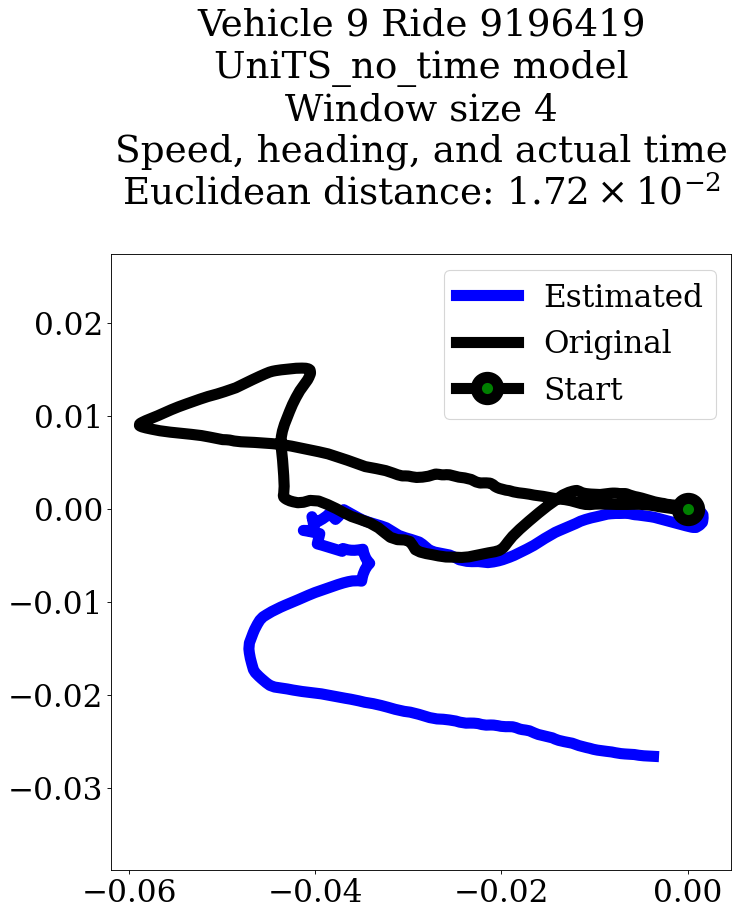 Vehicle 9 Ride 9196419
UniTS_no_time model
Window size 4
Speed, heading, and actual time
Euclidean distance: 1.72 × 10⁻²
Estimated
Original
Start
0.02
0.01
0.00
−0.01
−0.02
−0.03
−0.06 −0.04 −0.02 0.00